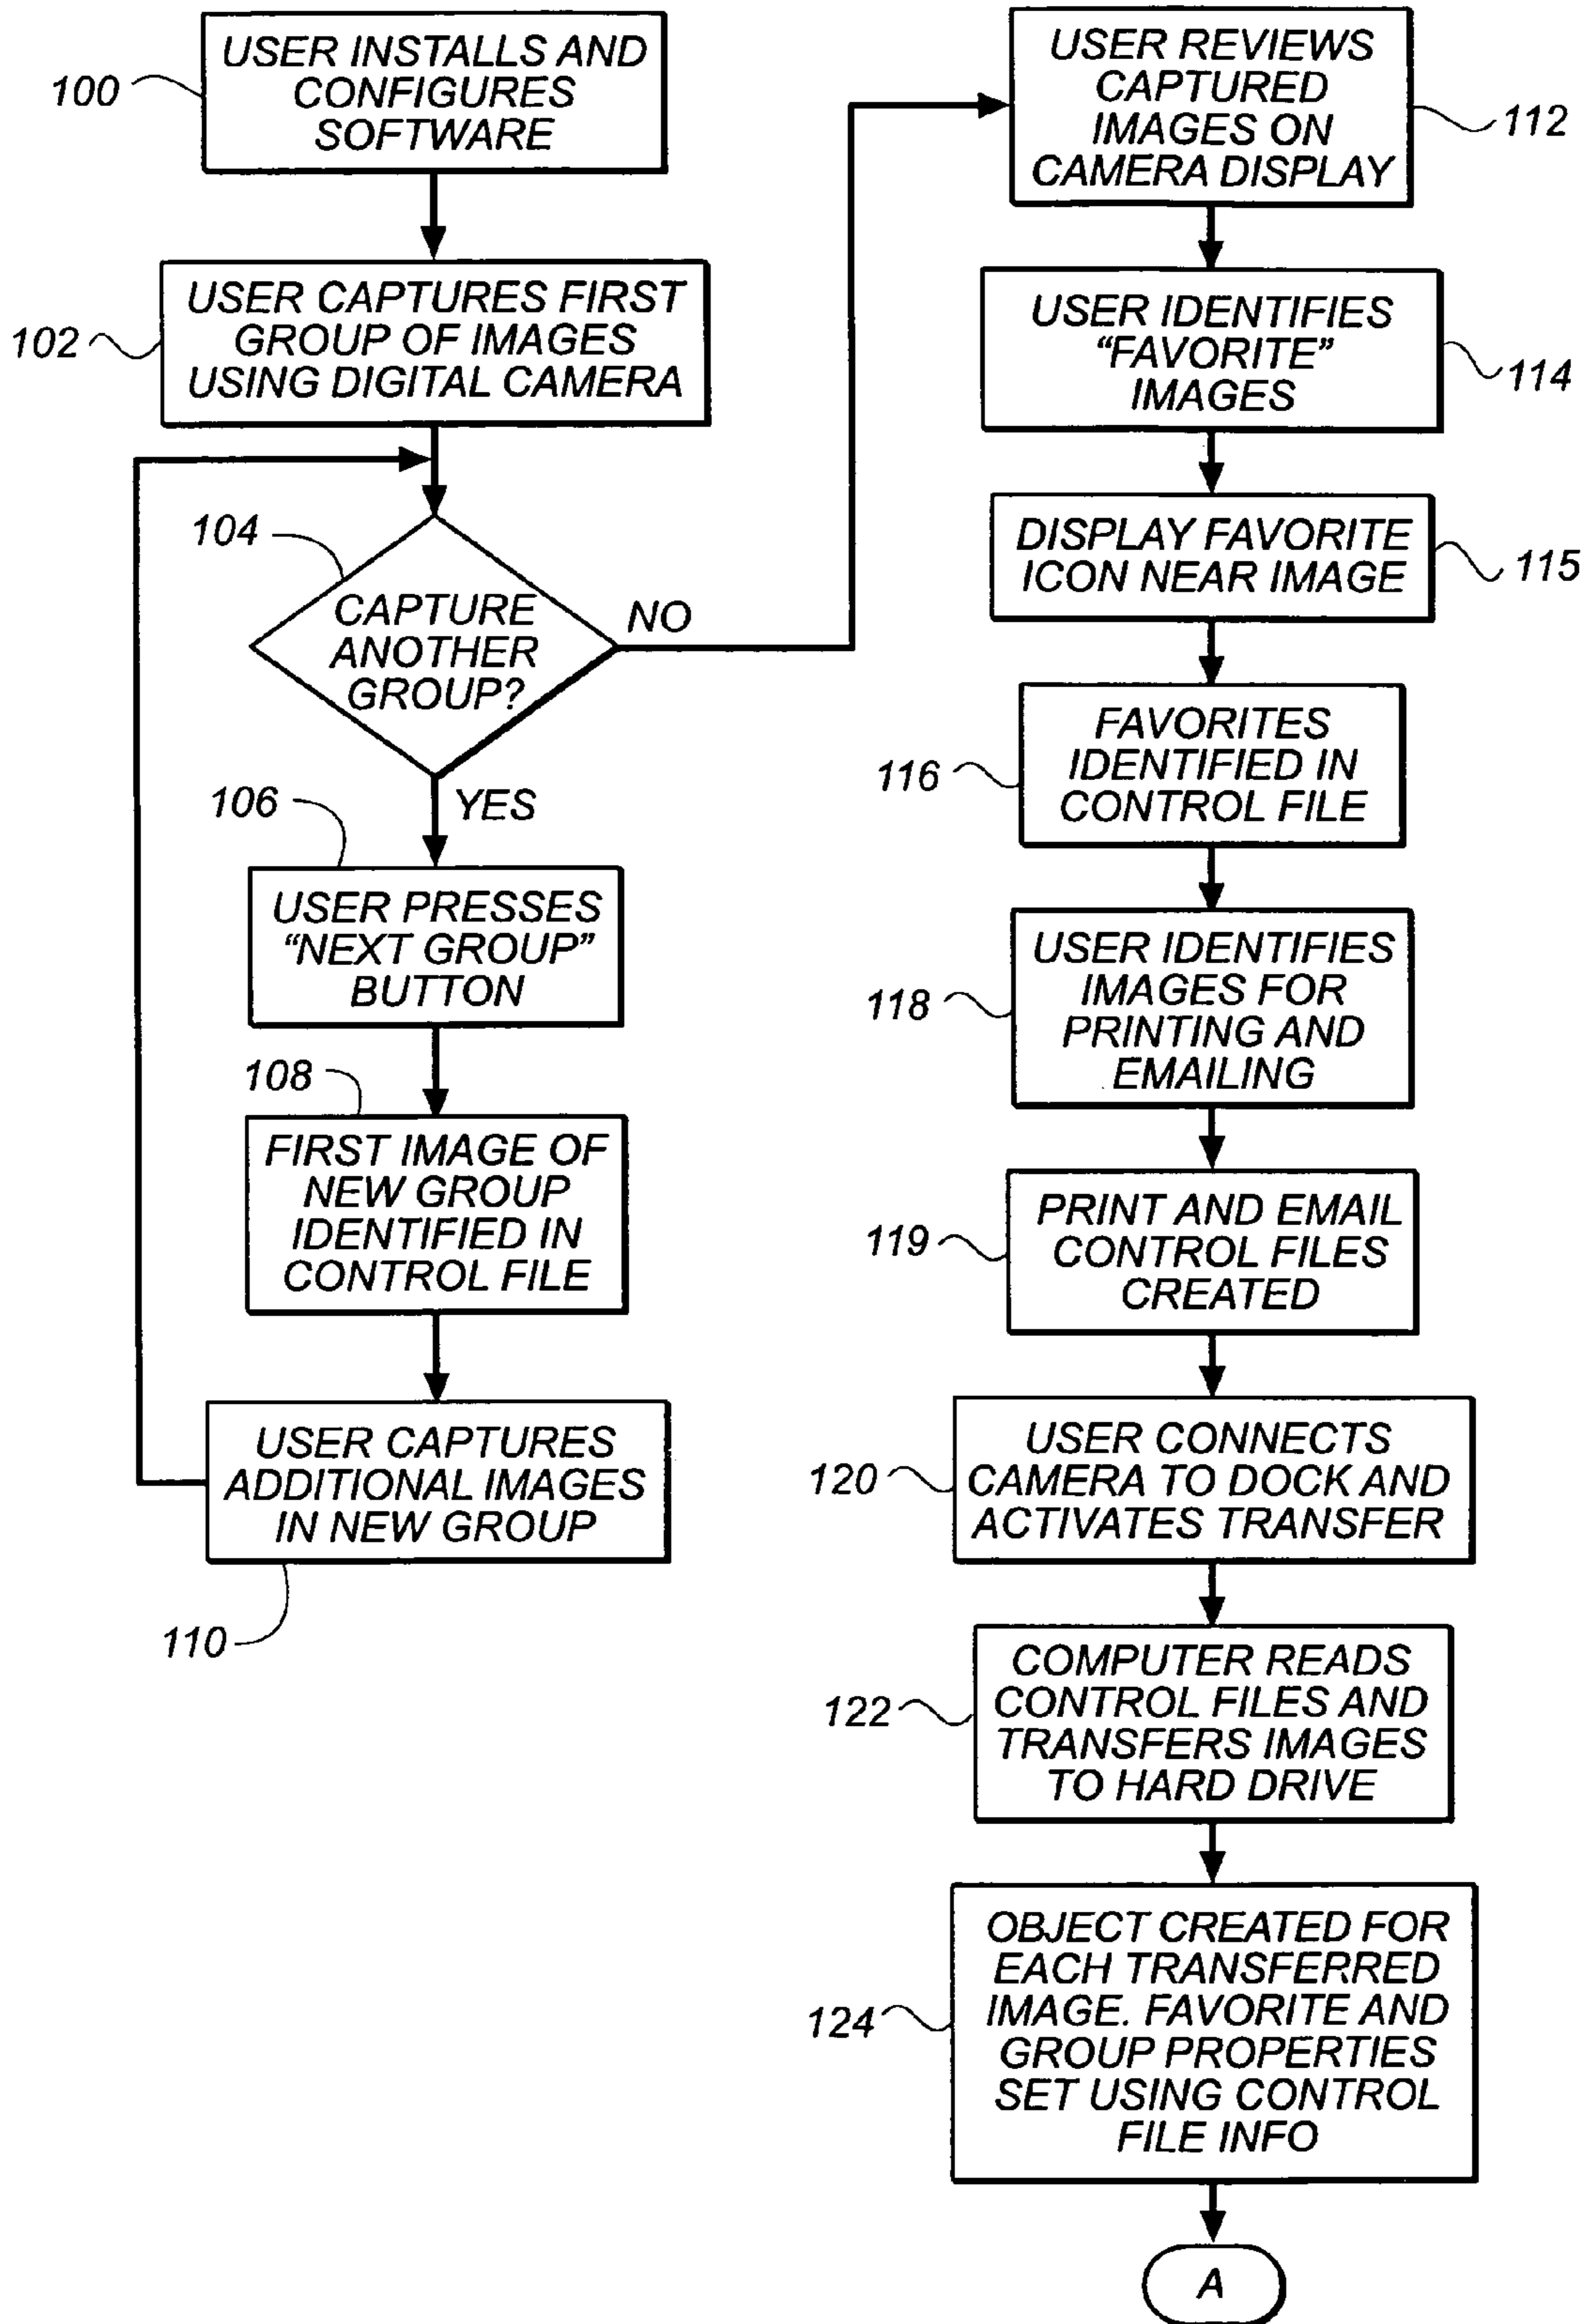 100
USER INSTALLS AND
CONFIGURES
SOFTWARE
102
USER CAPTURES FIRST
GROUP OF IMAGES
USING DIGITAL CAMERA
104
CAPTURE
ANOTHER
GROUP?
NO
YES
106
USER PRESSES
“NEXT GROUP”
BUTTON
108
FIRST IMAGE OF
NEW GROUP
IDENTIFIED IN
CONTROL FILE
USER CAPTURES
ADDITIONAL IMAGES
IN NEW GROUP
110
USER REVIEWS
CAPTURED
IMAGES ON
CAMERA DISPLAY
112
USER IDENTIFIES
“FAVORITE”
IMAGES
114
DISPLAY FAVORITE
ICON NEAR IMAGE
115
FAVORITES
IDENTIFIED IN
CONTROL FILE
116
USER IDENTIFIES
IMAGES FOR
PRINTING AND
EMAILING
118
PRINT AND EMAIL
CONTROL FILES
CREATED
119
USER CONNECTS
CAMERA TO DOCK AND
ACTIVATES TRANSFER
120
COMPUTER READS
CONTROL FILES AND
TRANSFERS IMAGES
TO HARD DRIVE
122
OBJECT CREATED FOR
EACH TRANSFERRED
IMAGE. FAVORITE AND
GROUP PROPERTIES
SET USING CONTROL
FILE INFO
124
A